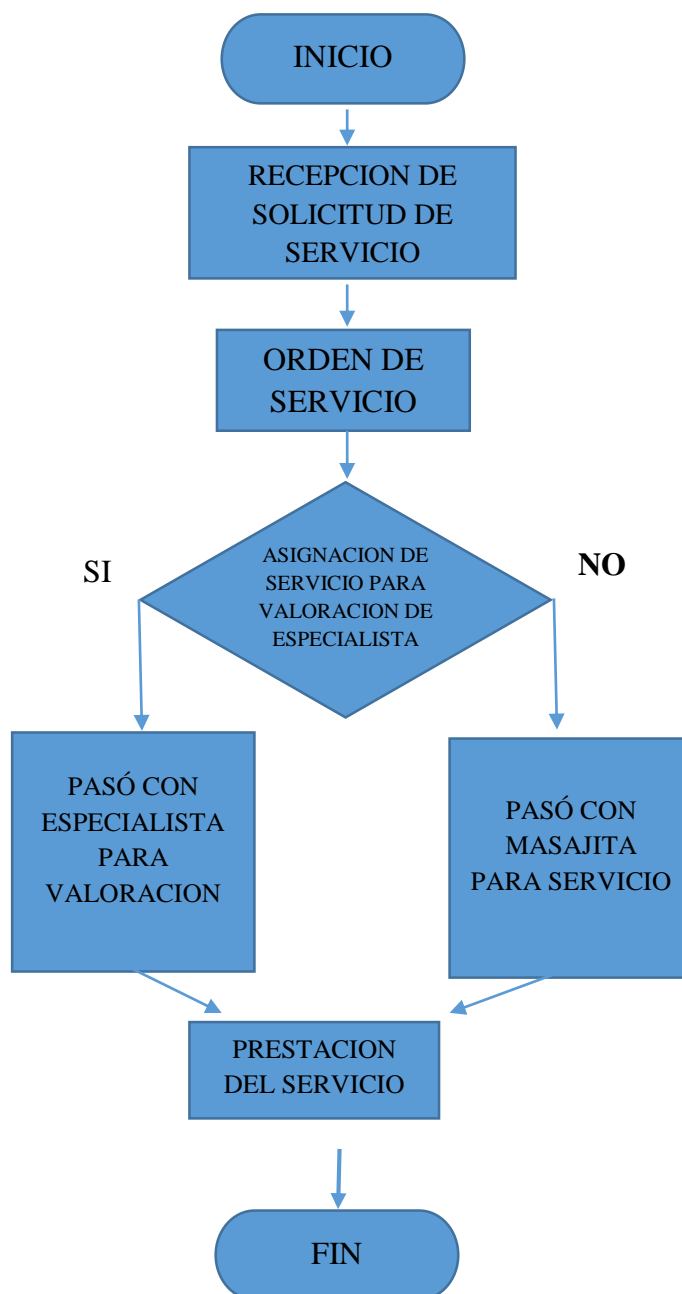 INICIO
RECEPCION DE
SOLICITUD DE
SERVICIO
ORDEN DE
SERVICIO
ASIGNACION DE
SERVICIO PARA
VALORACION DE
ESPECIALISTA
SI
NO
PASÓ CON
ESPECIALISTA
PARA
VALORACION
PASÓ CON
MASAJITA
PARA SERVICIO
PRESTACION
DEL SERVICIO
FIN